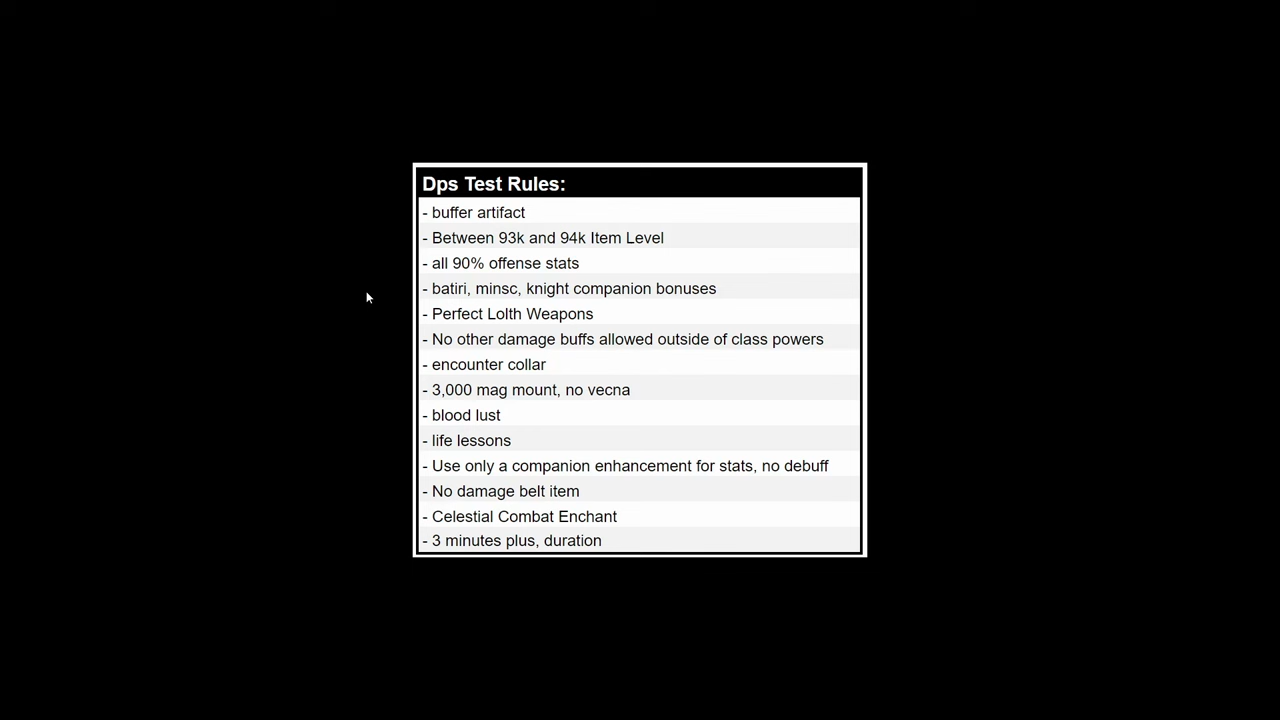 Dps Test Rules:
- buffer artifact
- Between 93k and 94k Item Level
- all 90% offense stats
- batiri, minsc, knight companion bonuses
- Perfect Lolth Weapons
- No other damage buffs allowed outside of class powers
- encounter collar
- 3,000 mag mount, no vecna
- blood lust
- life lessons
- Use only a companion enhancement for stats, no debuff
- No damage belt item
- Celestial Combat Enchant
- 3 minutes plus, duration